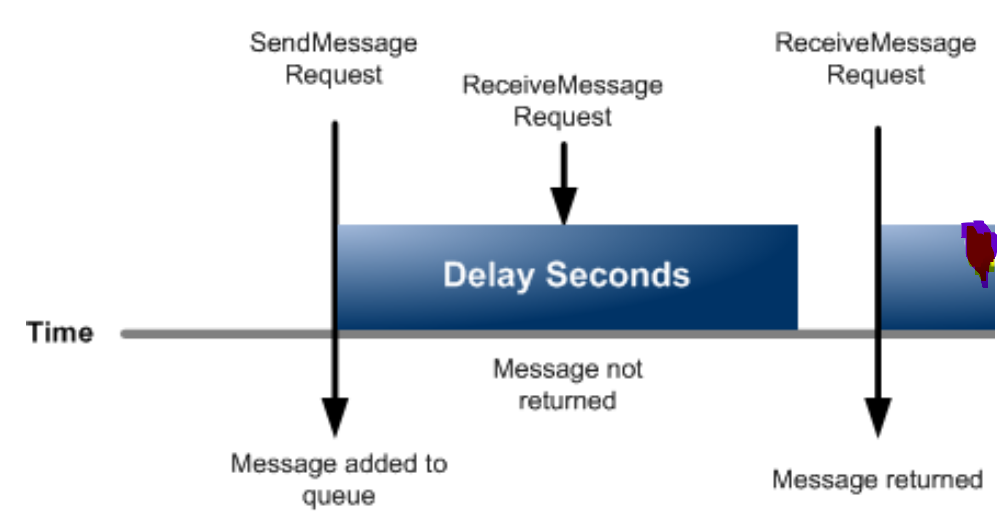 SendMessage
Request
ReceiveMessage
Request
ReceiveMessage
Request
Delay Seconds
Time
Message not
returned
Message added to
queue
Message returned